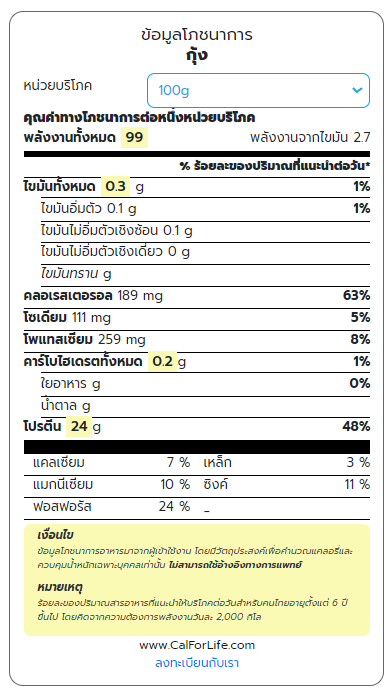 ข้อมูลโภชนาการ
กุ้ง
หน่วยบริโภค 100g
คุณค่าทางโภชนาการต่อหนึ่งหน่วยบริโภค
พลังงานทั้งหมด 99 พลังงานจากไขมัน 2.7
% ร้อยละของปริมาณที่แนะนำต่อวัน*
ไขมันทั้งหมด 0.3 g 1%
ไขมันอิ่มตัว 0.1 g 1%
ไขมันไม่อิ่มตัวเชิงซ้อน 0.1 g
ไขมันไม่อิ่มตัวเชิงเดี่ยว 0 g
ไขมันทราน g
คลอเรสเตอรอล 189 mg 63%
โซเดียม 111 mg 5%
โพแทสเซียม 259 mg 8%
คาร์โบไฮเดรตทั้งหมด 0.2 g 1%
ใยอาหาร g 0%
น้ำตาล g
โปรตีน 24 g 48%
แคลเซียม 7 % เหล็ก 3 %
แมกนีเซียม 10 % ซิงค์ 11 %
ฟอสฟอรัส 24 % _
เงื่อนไข
ข้อมูลโภชนาการอาหารมาจากผู้เข้าใช้งาน โดยมีวัตถุประสงค์เพื่อคำนวณแคลอรี่และ
ควบคุมน้ำหนักเฉพาะบุคคลเท่านั้น ไม่สามารถใช้อ้างอิงทางการแพทย์
หมายเหตุ
ร้อยละของปริมาณสารอาหารที่แนะนำให้บริโภคต่อวันสำหรับคนไทยอายุตั้งแต่ 6 ปี
ขึ้นไป โดยคิดจากความต้องการพลังงานวันละ 2,000 กิโล
www.CalForLife.com
ลงทะเบียนกับเรา